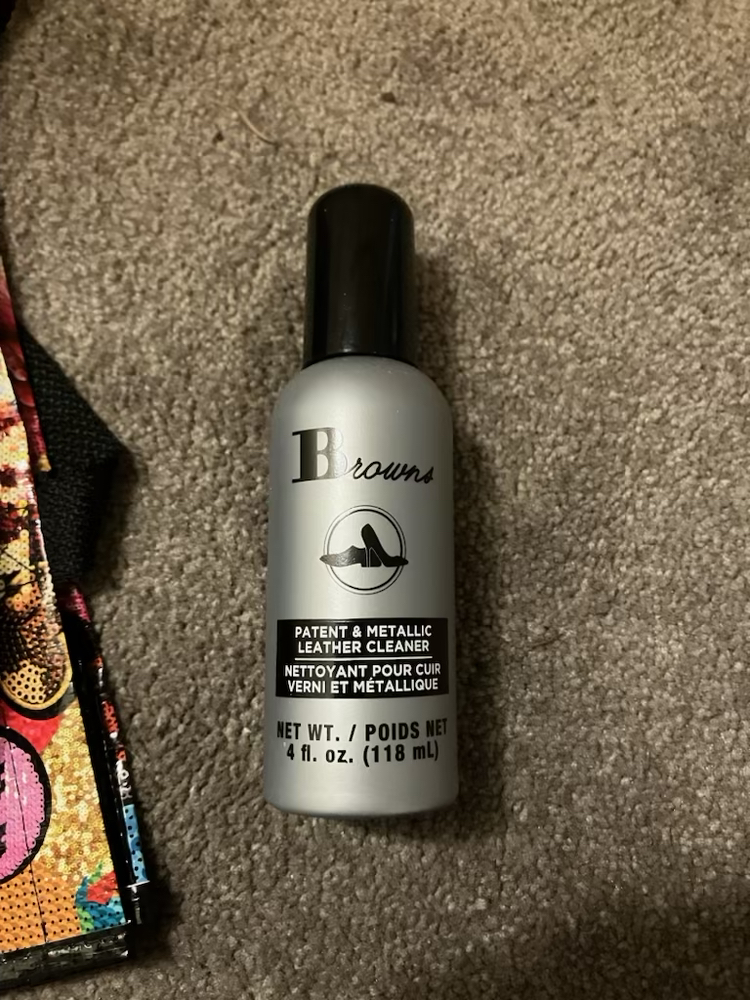 Browns
PATENT & METALLIC
LEATHER CLEANER
NETTOYANT POUR CUIR
VERNI ET MÉTALLIQUE
NET WT. / POIDS NET
4 fl. oz. (118 mL)